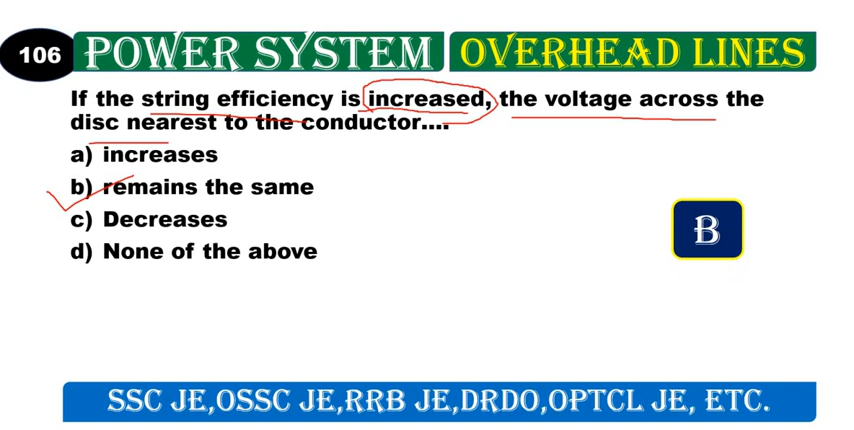 106
POWER SYSTEM
OVERHEAD LINES
If the string efficiency is increased, the voltage across the
disc nearest to the conductor....
a) increases
b) remains the same
c) Decreases
d) None of the above
B
SSC JE,OSSC JE,RRB JE,DRDO,OPTCL JE, ETC.